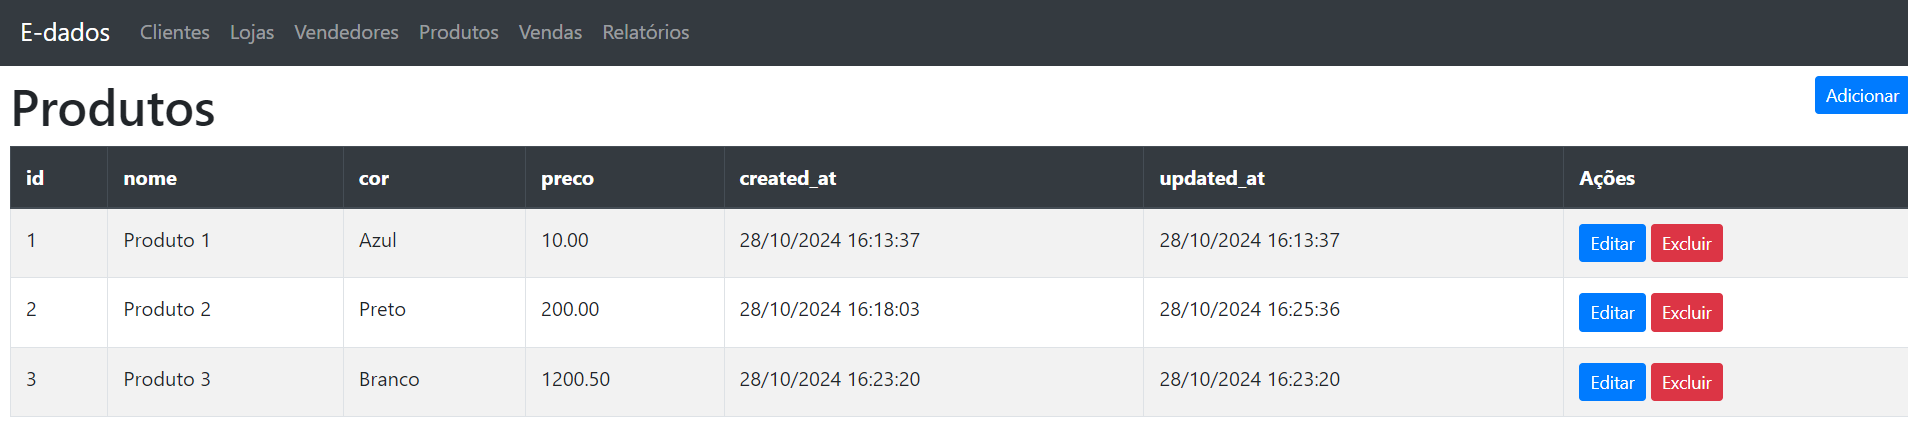 E-dados Clientes Lojas Vendedores Produtos Vendas Relatórios
Produtos
Adicionar
id nome cor preco created_at updated_at Ações
1 Produto 1 Azul 10.00 28/10/2024 16:13:37 28/10/2024 16:13:37 Editar Excluir
2 Produto 2 Preto 200.00 28/10/2024 16:18:03 28/10/2024 16:25:36 Editar Excluir
3 Produto 3 Branco 1200.50 28/10/2024 16:23:20 28/10/2024 16:23:20 Editar Excluir